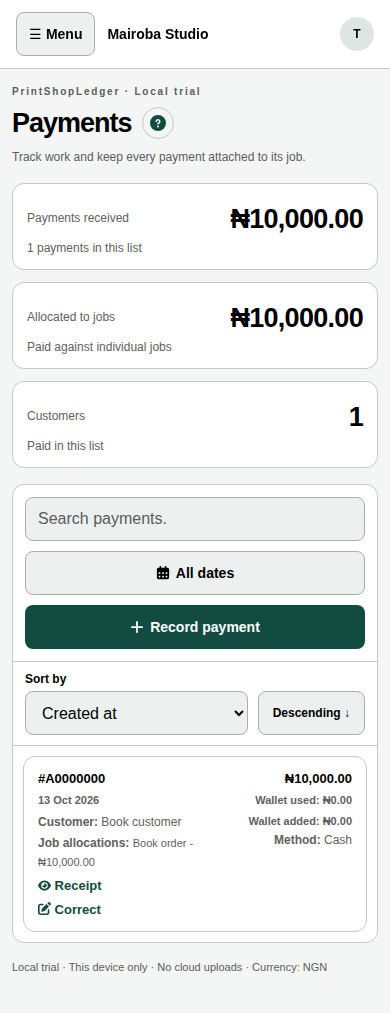 ☰ Menu Mairoba Studio T
PrintShopLedger · Local trial
Payments ?
Track work and keep every payment attached to its job.
Payments received ₦10,000.00
1 payments in this list
Allocated to jobs ₦10,000.00
Paid against individual jobs
Customers 1
Paid in this list
Search payments.
All dates
+ Record payment
Sort by
Created at Descending ↓
#A0000000 ₦10,000.00
13 Oct 2026 Wallet used: ₦0.00
Customer: Book customer Wallet added: ₦0.00
Job allocations: Book order - Method: Cash
₦10,000.00
Receipt
Correct
Local trial · This device only · No cloud uploads · Currency: NGN